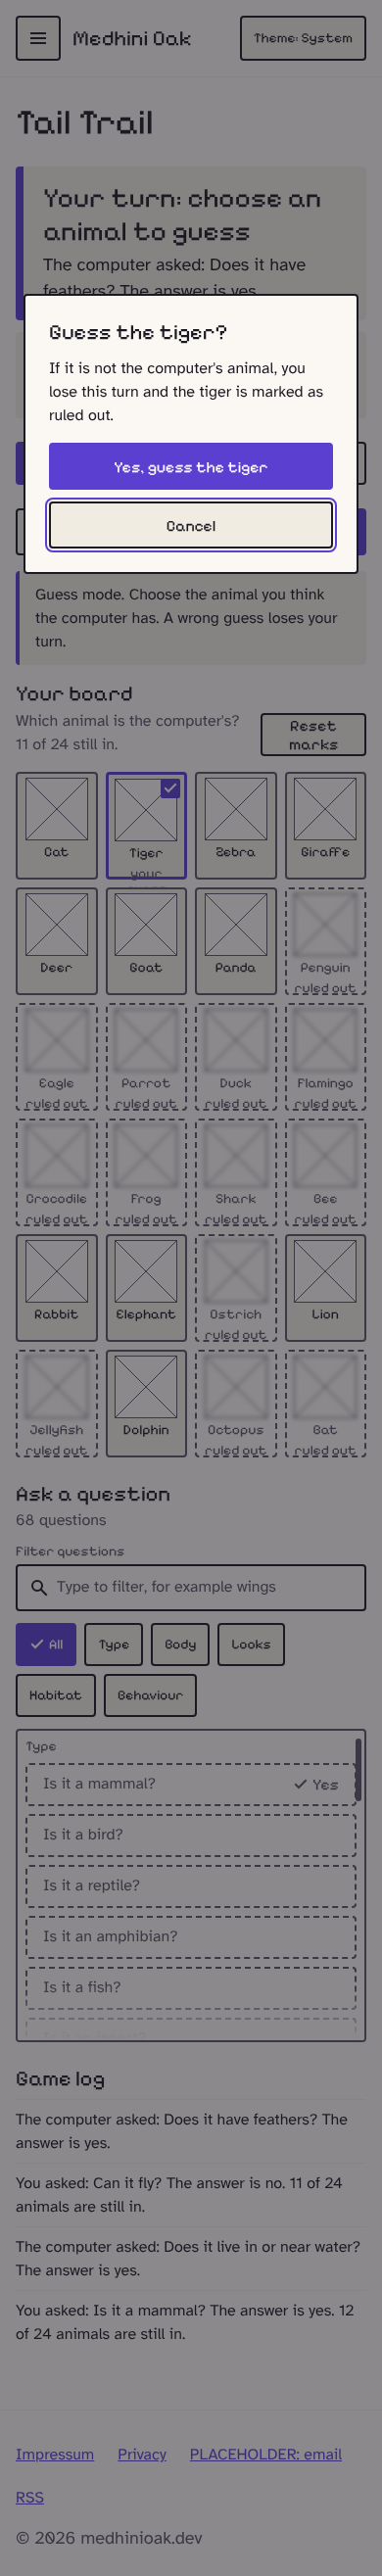 Medhini Oak
Theme: System
Tail Trail
Your turn: choose an
animal to guess
The computer asked: Does it have
feathers? The answer is yes.
Guess the tiger?
If it is not the computer's animal, you
lose this turn and the tiger is marked as
ruled out.
Yes, guess the tiger
Cancel
Guess mode. Choose the animal you think
the computer has. A wrong guess loses your
turn.
Your board
Which animal is the computer's?
11 of 24 still in.
Reset
marks
Cat
Tiger
your
Zebra
Giraffe
Deer
Goat
Panda
Penguin
ruled out
Eagle
ruled out
Parrot
ruled out
Duck
ruled out
Flamingo
ruled out
Crocodile
ruled out
Frog
ruled out
Shark
ruled out
Bee
ruled out
Rabbit
Elephant
Ostrich
ruled out
Lion
Jellyfish
ruled out
Dolphin
Octopus
ruled out
Bat
ruled out
Ask a question
68 questions
Filter questions
Type to filter, for example wings
All
Type
Body
Looks
Habitat
Behaviour
Type
Is it a mammal?
Yes
Is it a bird?
Is it a reptile?
Is it an amphibian?
Is it a fish?
Game log
The computer asked: Does it have feathers? The
answer is yes.
You asked: Can it fly? The answer is no. 11 of 24
animals are still in.
The computer asked: Does it live in or near water?
The answer is yes.
You asked: Is it a mammal? The answer is yes. 12
of 24 animals are still in.
Impressum
Privacy
PLACEHOLDER: email
RSS
© 2026 medhinioak.dev